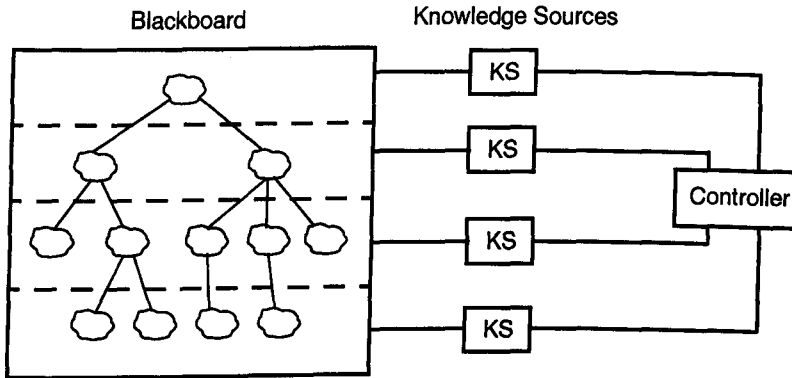 Blackboard
Knowledge Sources
KS
KS
Controller
KS
KS